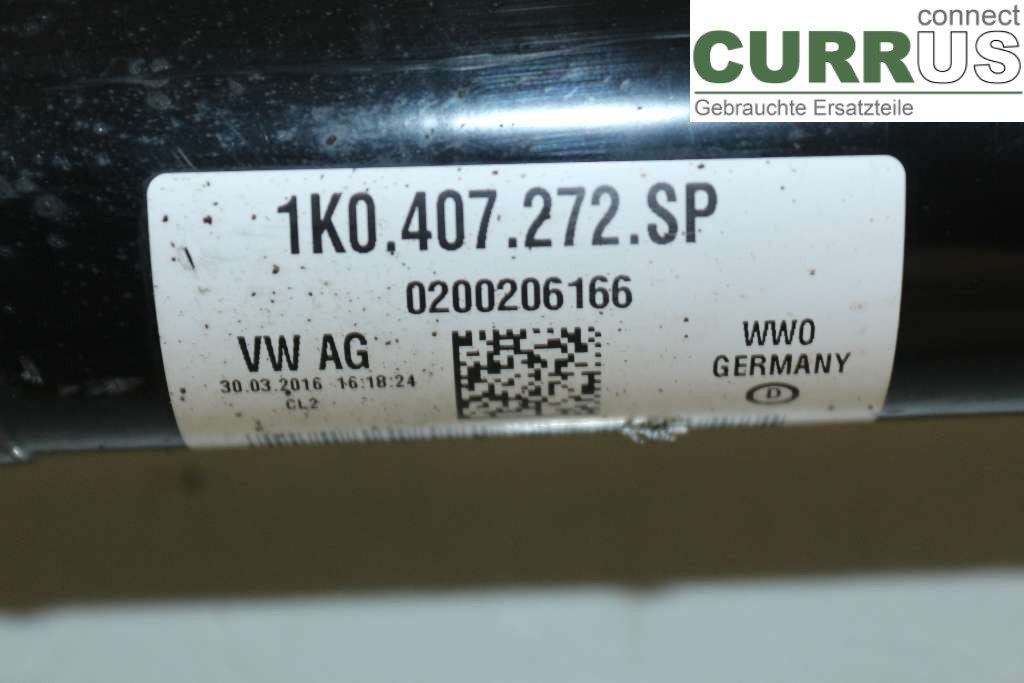 connect
CURRUS
Gebrauchte Ersatzteile
1K0.407.272.SP
0200206166
VW AG
30.03.2016 16:18:24
CL2
WWO
GERMANY
D